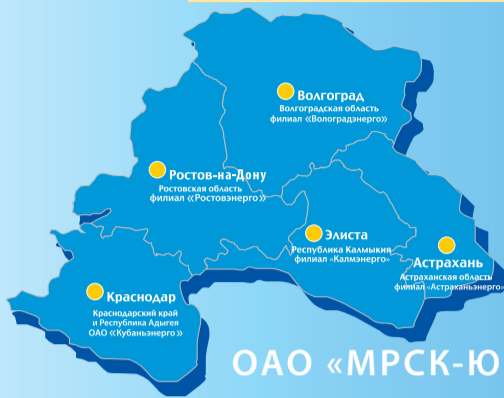 Волгоград
Волгоградская область
филиал «Волоградэнерго»
Ростов-на-Дону
Ростовская область
филиал «Ростовэнерго»
Элиста
Республика Калмыкия
филиал «Калмэнерго»
Астрахань
Астраханская область
филиал «Астраханьэнерго»
Краснодар
Краснодарский край
и Республика Адыгея
ОАО «Кубаньэнерго»
ОАО «МРСК-Ю